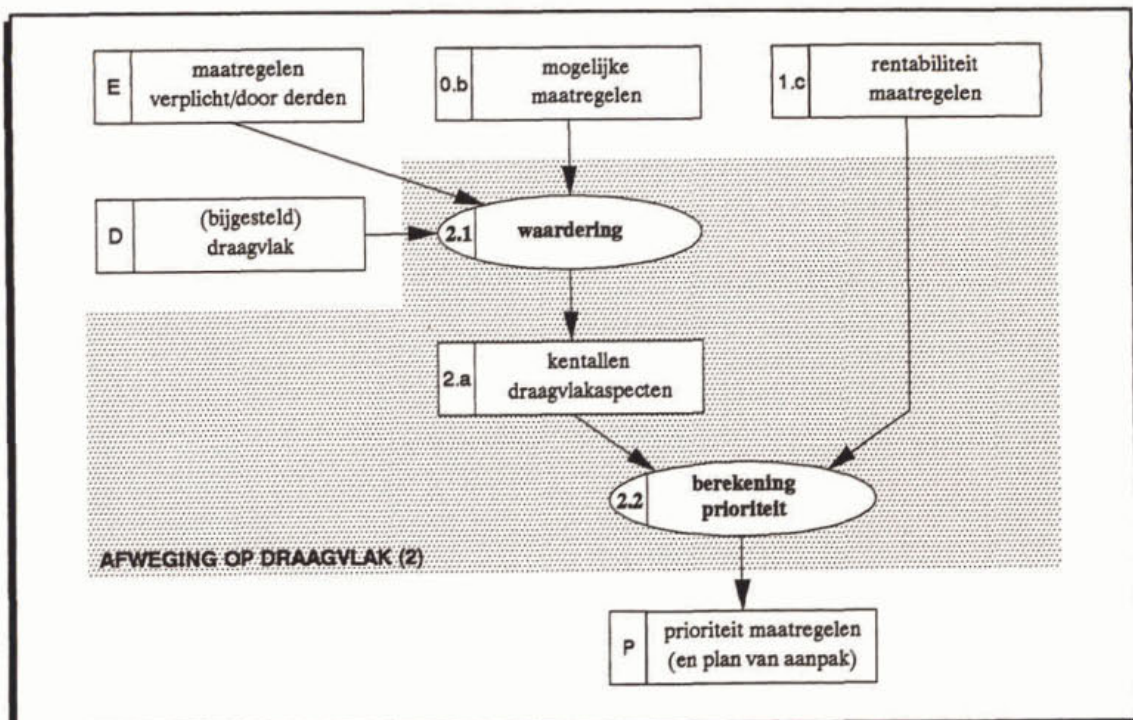 E
maatregelen
verplicht/door derden
0.b
mogelijke
maatregelen
1.c
rentabiliteit
maatregelen
D
(bijgesteld)
draagvlak
2.1
waardering
2.a
kentallen
draagvlakaspecten
2.2
berekening
prioriteit
AFWEGING OP DRAAGVLAK (2)
P
prioriteit maatregelen
(en plan van aanpak)